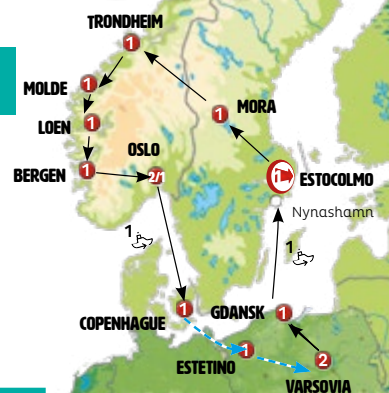 TRONDHEIM
1
MOLDE
1
MORA
1
LOEN
1
OSLO
BERGEN
1
2/1
1
ESTOCOLMO
Nynashamn
1
1
COPENHAGUE
1
GDANSK
1
ESTETINO
1
2
VARSOVIA